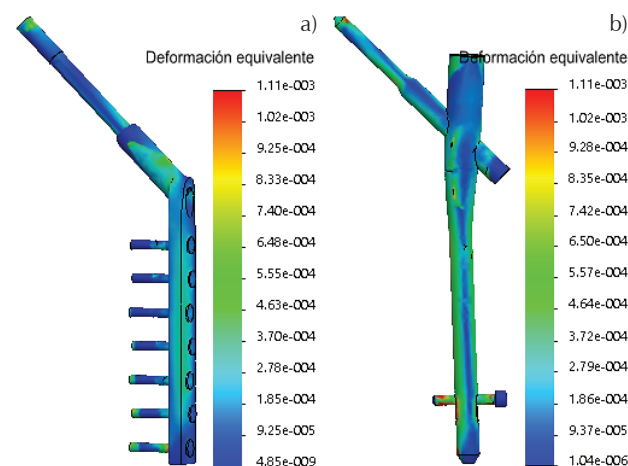 a)
Deformación equivalente
1.11e-003
1.02e-003
9.25e-004
8.33e-004
7.40e-004
6.48e-004
5.55e-004
4.63e-004
3.70e-004
2.78e-004
1.85e-004
9.25e-005
4.85e-009
b)
Deformación equivalente
1.11e-003
1.02e-003
9.28e-004
8.35e-004
7.42e-004
6.50e-004
5.57e-004
4.64e-004
3.72e-004
2.79e-004
1.86e-004
9.37e-005
1.04e-006